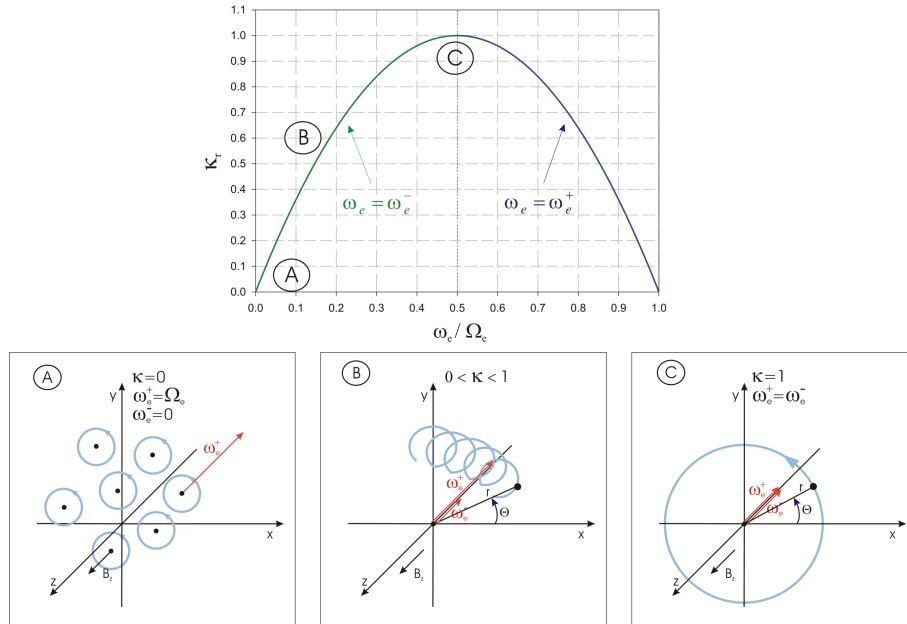 κr
1.1
1.0
0.9
0.8
0.7
0.6
0.5
0.4
0.3
0.2
0.1
0.0
C
B
A
ωe = ωe⁻
ωe = ωe⁺
0.0 0.1 0.2 0.3 0.4 0.5 0.6 0.7 0.8 0.9 1.0
ωe / Ωe
A
κ=0
ωe⁺=Ωe
ωe⁻=0
y
ωe⁺
x
z
Bz
B
0 < κ < 1
y
ωe⁺
r
ωe⁻
Θ
x
z
Bz
C
κ=1
ωe⁺=ωe⁻
y
ωe⁺
r
ωe⁻
Θ
x
z
Bz